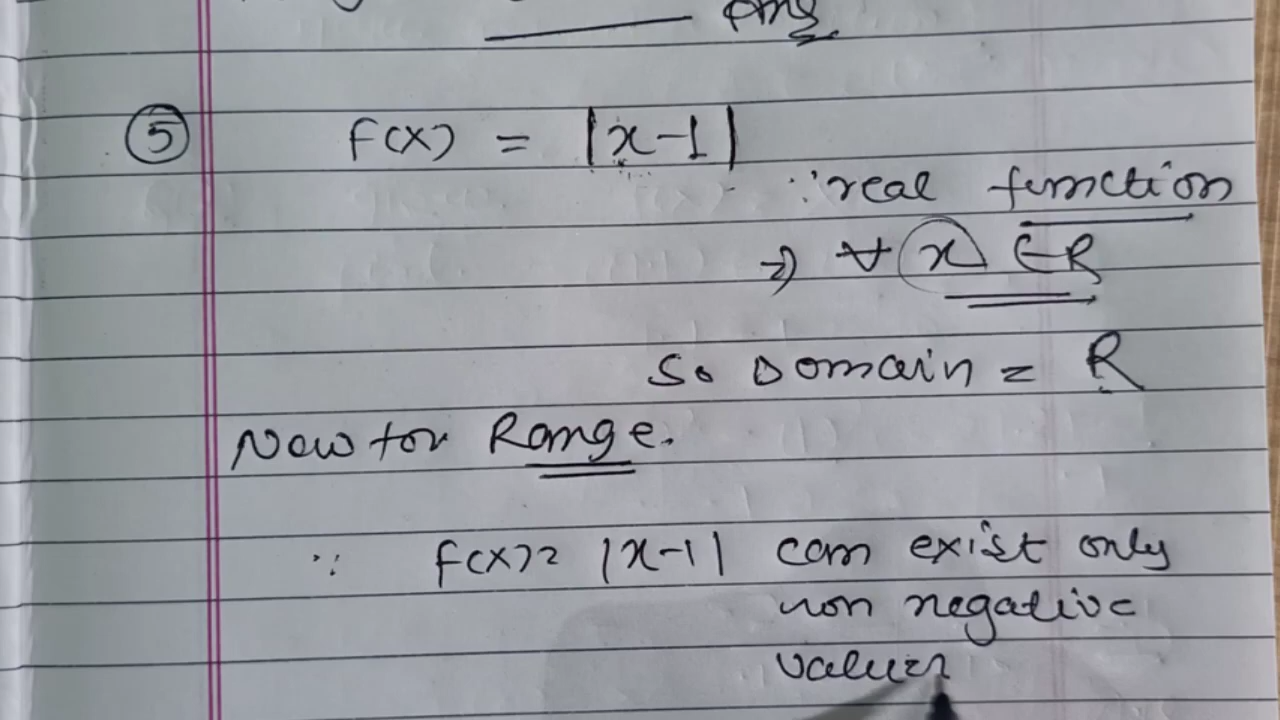 Ans
⑤ f(x) = |x-1|
∵ real function
⇒ ∀ x ∈ R
So Domain = R
Now for Range.
∵ f(x) = |x-1| can exist only
non negative
values